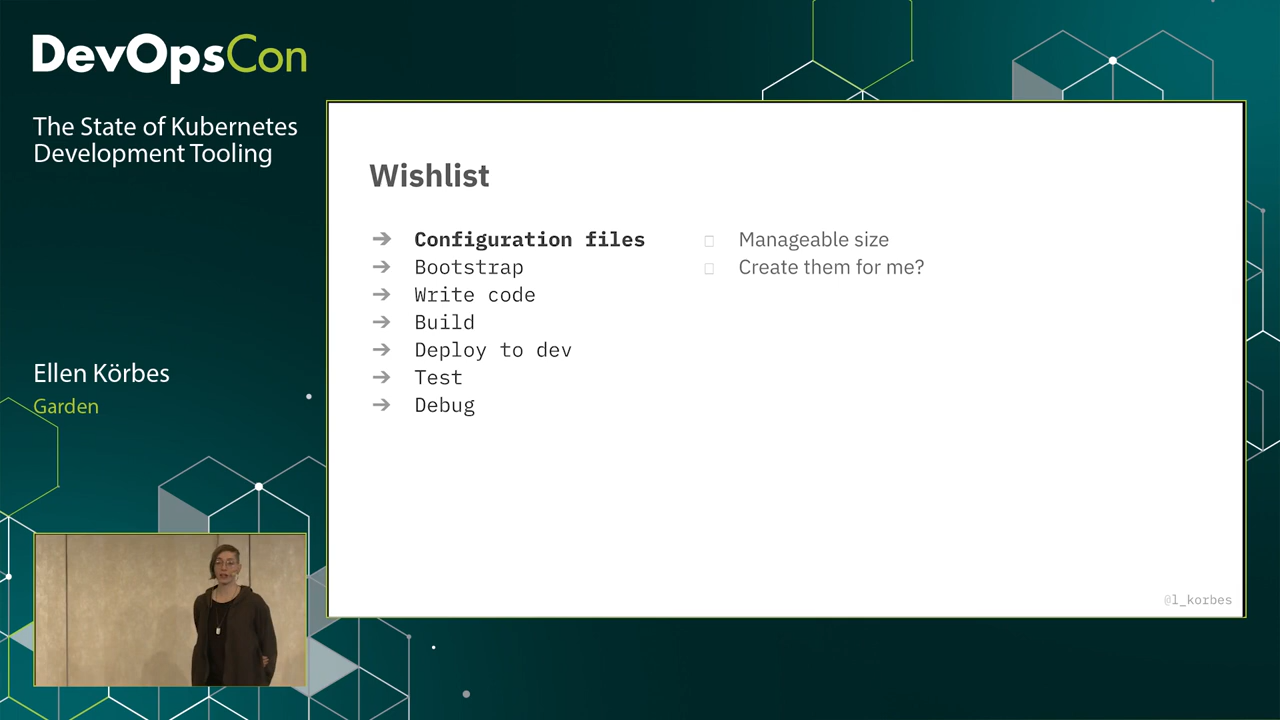 DevOpsCon
The State of Kubernetes
Development Tooling
Wishlist
➔ Configuration files
➔ Bootstrap
➔ Write code
➔ Build
➔ Deploy to dev
➔ Test
➔ Debug
□ Manageable size
□ Create them for me?
Ellen Körbes
Garden
@l_korbes